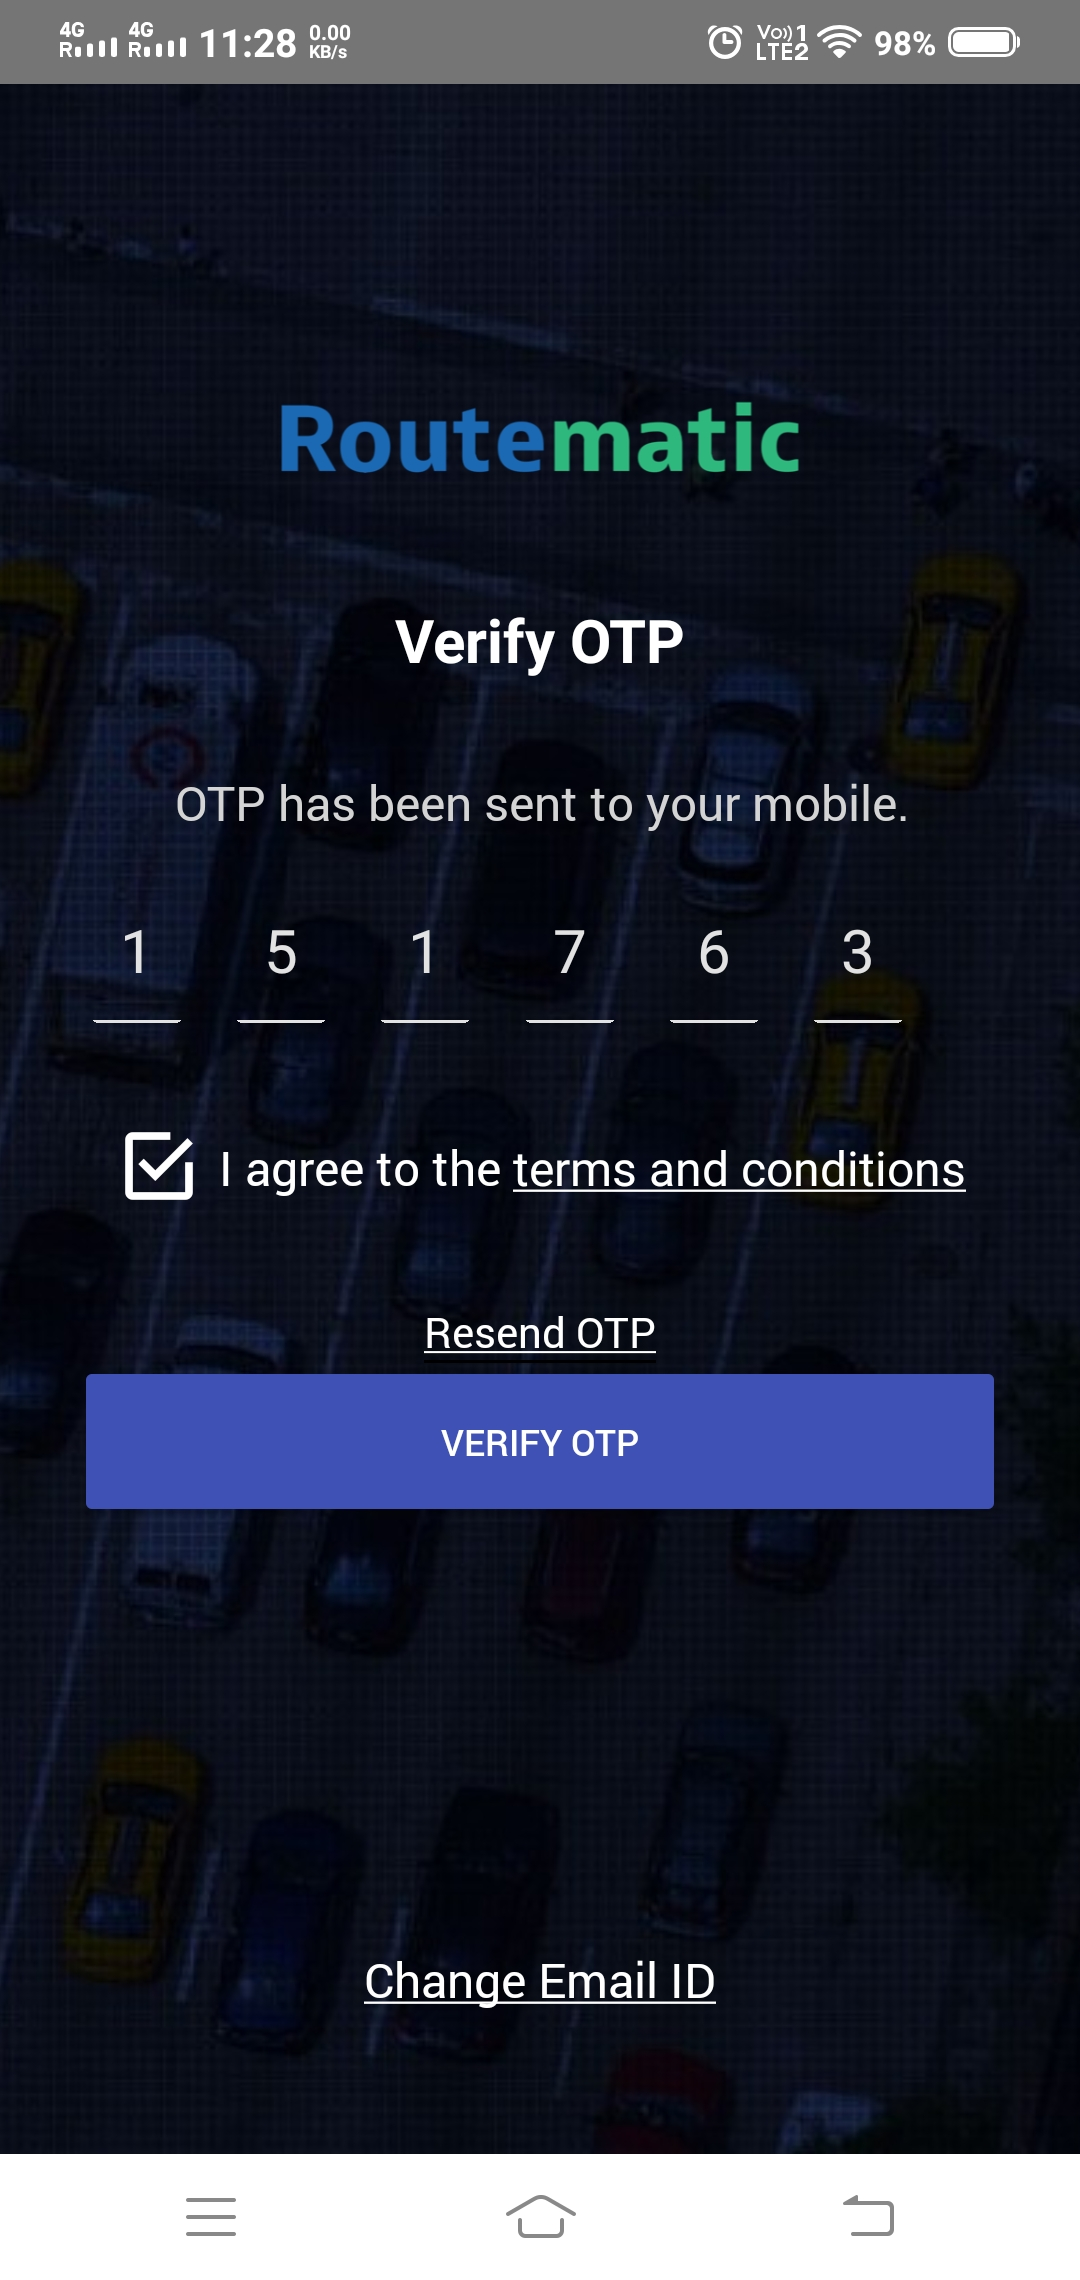 4G R 4G R 11:28 0.00 KB/s Vo)) 1 LTE2 98%
Routematic
Verify OTP
OTP has been sent to your mobile.
1 5 1 7 6 3
I agree to the terms and conditions
Resend OTP
VERIFY OTP
Change Email ID